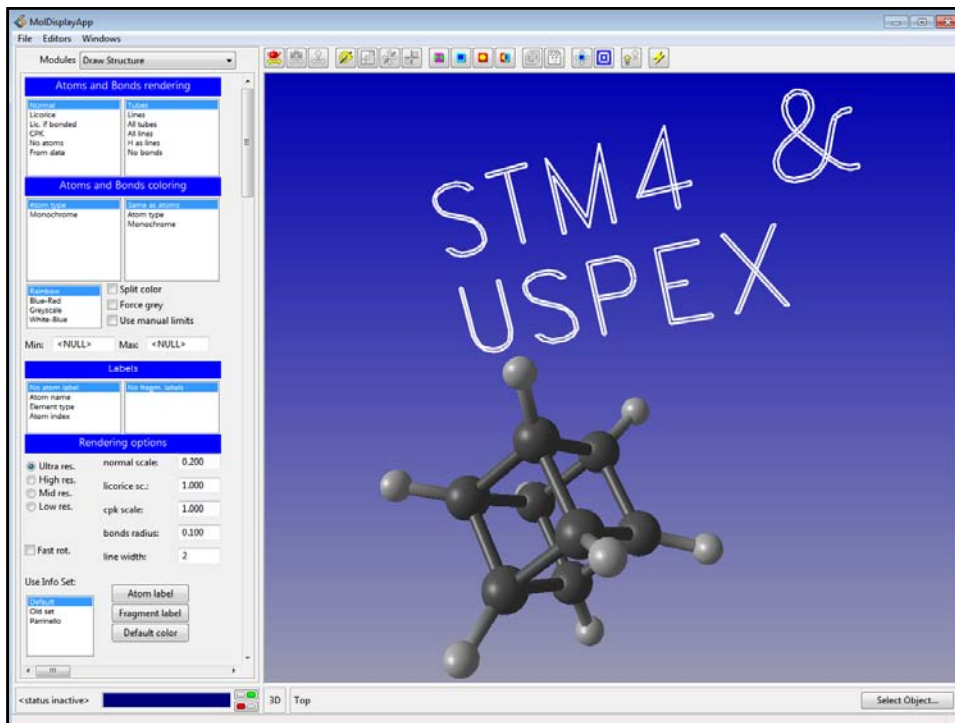 MolDisplayApp
File Editors Windows
Modules Draw Structure
Atoms and Bonds rendering
Normal Tubes
Licorice Lines
Lic. if bonded All tubes
CPK All lines
No atoms H as lines
From data No bonds
Atoms and Bonds coloring
Atom type Same as atoms
Monochrome Atom type
Monochrome
Rainbow Split color
Blue-Red Force grey
Greyscale Use manual limits
White-Blue
Min: <NULL> Max: <NULL>
Labels
No atom label No fragm. labels
Atom name
Element type
Atom index
Rendering options
Ultra res. normal scale: 0.200
High res. licorice sc.: 1.000
Mid res.
Low res. cpk scale: 1.000
bonds radius: 0.100
Fast rot. line width: 2
Use Info Set:
Default Atom label
Old set Fragment label
Parrinello Default color
STM4 &
USPEX
<status inactive> 3D Top Select Object...